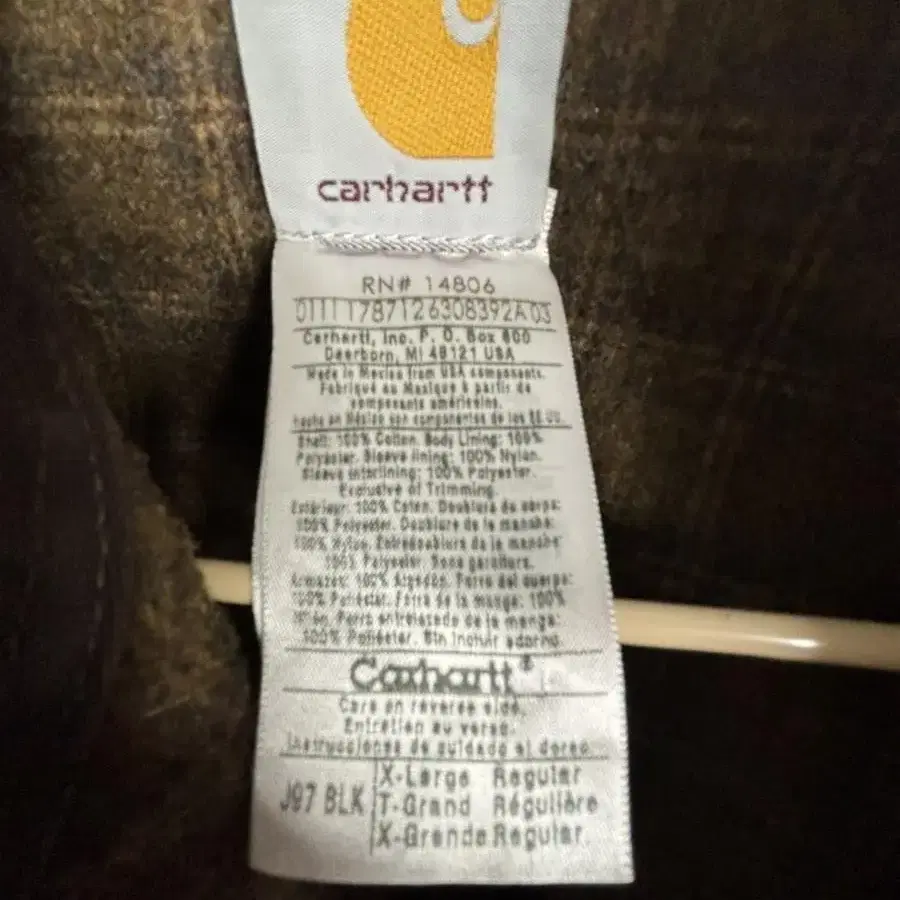 carhartt
RN# 14806
01111787126308392A03
Carhartt, Inc. P. O. Box 600
Dearborn, MI 48121 USA
Made in Mexico from USA components.
Fabriqué au Mexique à partir de
composants américains.
Hecho en México con componentes de los EE.UU.
Shell: 100% Cotton. Body Lining: 100%
Polyester. Sleeve lining: 100% Nylon.
Sleeve interlining: 100% Polyester.
Exclusive of Trimming.
Extérieur: 100% Coton. Doublure du corps:
100% Polyester. Doublure de la manche:
100% Nylon. Entredoublure de la manche:
100% Polyester. Sans garniture.
Armazón: 100% Algodón. Forro del cuerpo:
100% Poliéster. Forro de la manga: 100%
Forro entrelazado de la manga:
100% Poliéster. Sin incluir adorno.
Carhartt®
Care on reverse side.
Entretien au verso.
Instrucciones de cuidado al dorso.
J97 BLK
X-Large Regular
T-Grand Régulière
X-Grande Regular.